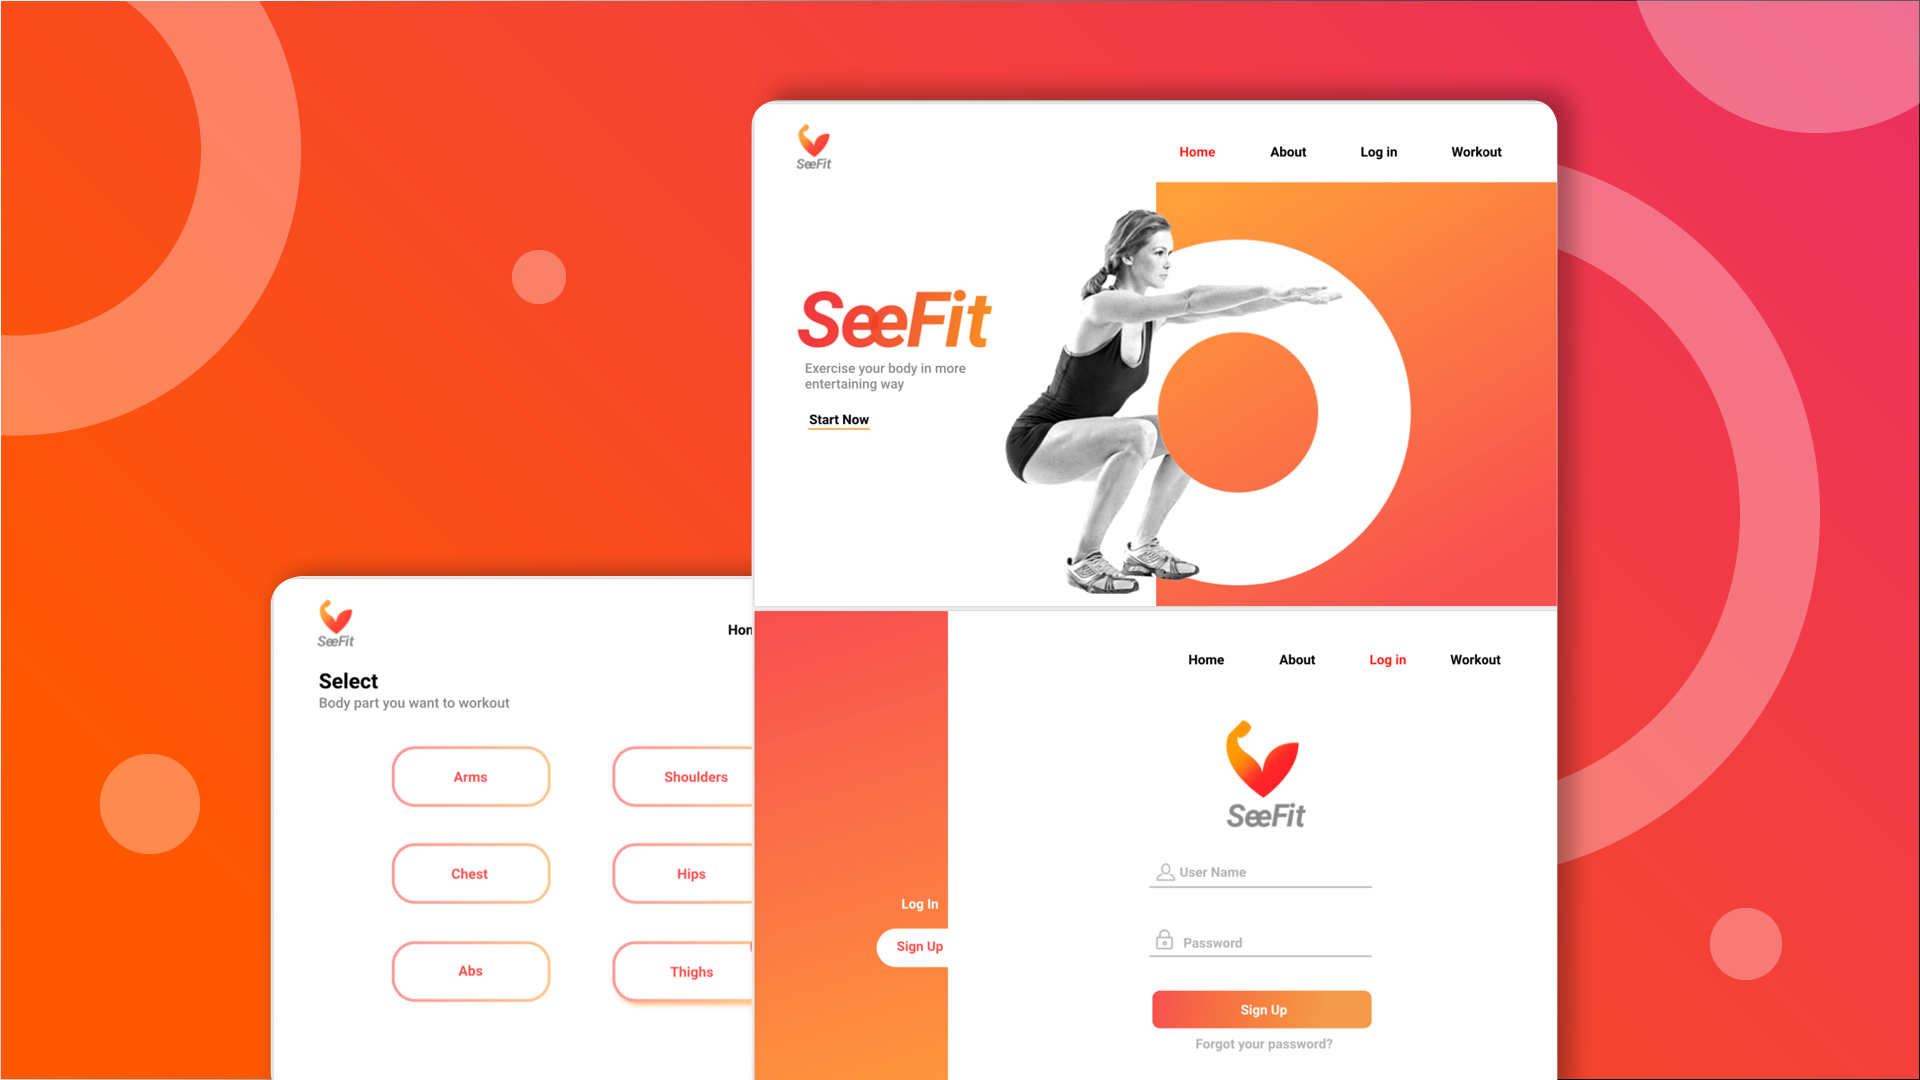 SeeFit
Home
About
Log in
Workout
SeeFit
Exercise your body in more
entertaining way
Start Now
SeeFit
Select
Body part you want to workout
Arms
Shoulders
Chest
Hips
Abs
Thighs
Home
About
Log in
Workout
SeeFit
Log In
Sign Up
User Name
Password
Sign Up
Forgot your password?